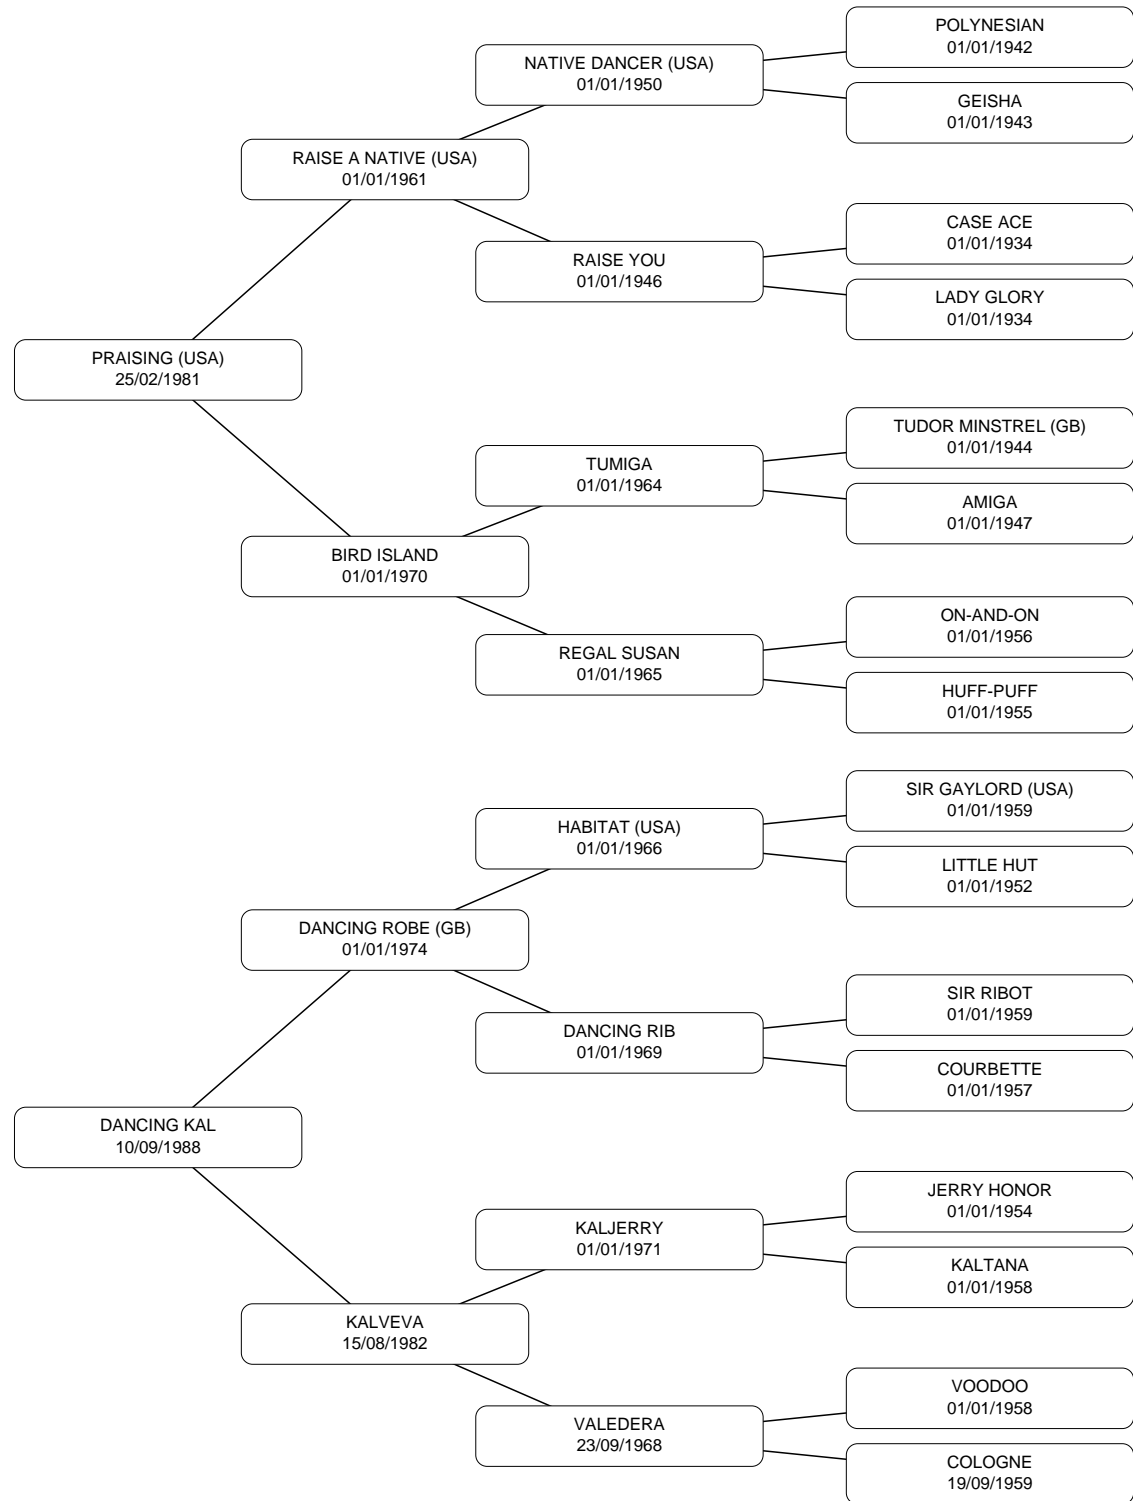 POLYNESIAN
01/01/1942
NATIVE DANCER (USA)
01/01/1950
GEISHA
01/01/1943
RAISE A NATIVE (USA)
01/01/1961
CASE ACE
01/01/1934
RAISE YOU
01/01/1946
LADY GLORY
01/01/1934
PRAISING (USA)
25/02/1981
TUDOR MINSTREL (GB)
01/01/1944
TUMIGA
01/01/1964
AMIGA
01/01/1947
BIRD ISLAND
01/01/1970
ON-AND-ON
01/01/1956
REGAL SUSAN
01/01/1965
HUFF-PUFF
01/01/1955
SIR GAYLORD (USA)
01/01/1959
HABITAT (USA)
01/01/1966
LITTLE HUT
01/01/1952
DANCING ROBE (GB)
01/01/1974
SIR RIBOT
01/01/1959
DANCING RIB
01/01/1969
COURBETTE
01/01/1957
DANCING KAL
10/09/1988
JERRY HONOR
01/01/1954
KALJERRY
01/01/1971
KALTANA
01/01/1958
KALVEVA
15/08/1982
VOODOO
01/01/1958
VALEDERA
23/09/1968
COLOGNE
19/09/1959